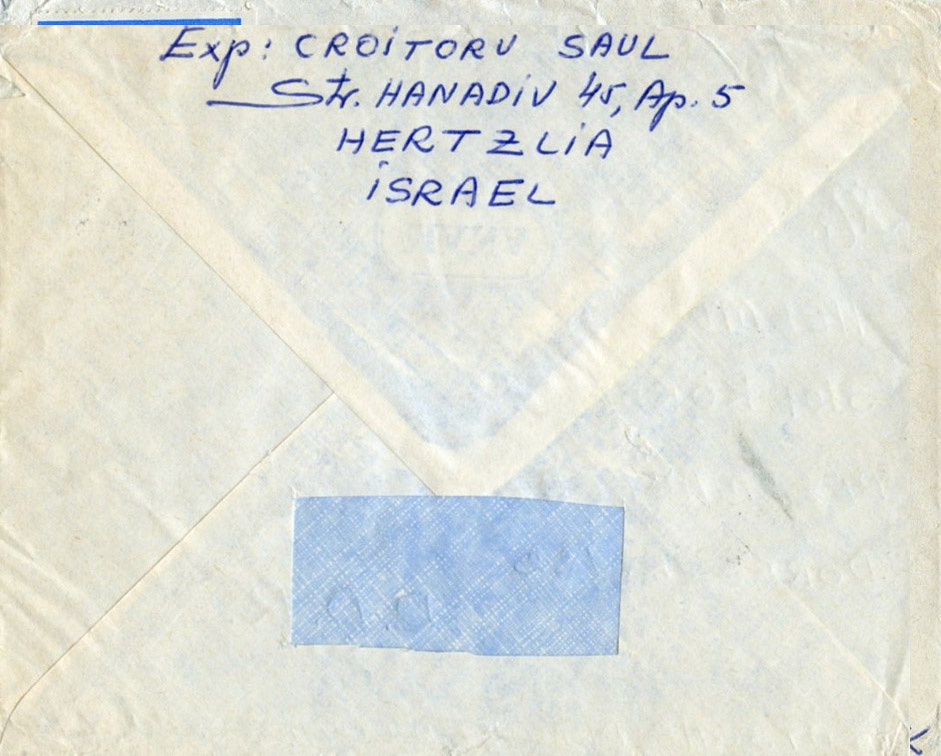 Exp: CROITORU SAUL
Str. HANADIV 45, Ap. 5
HERTZLIA
ISRAEL